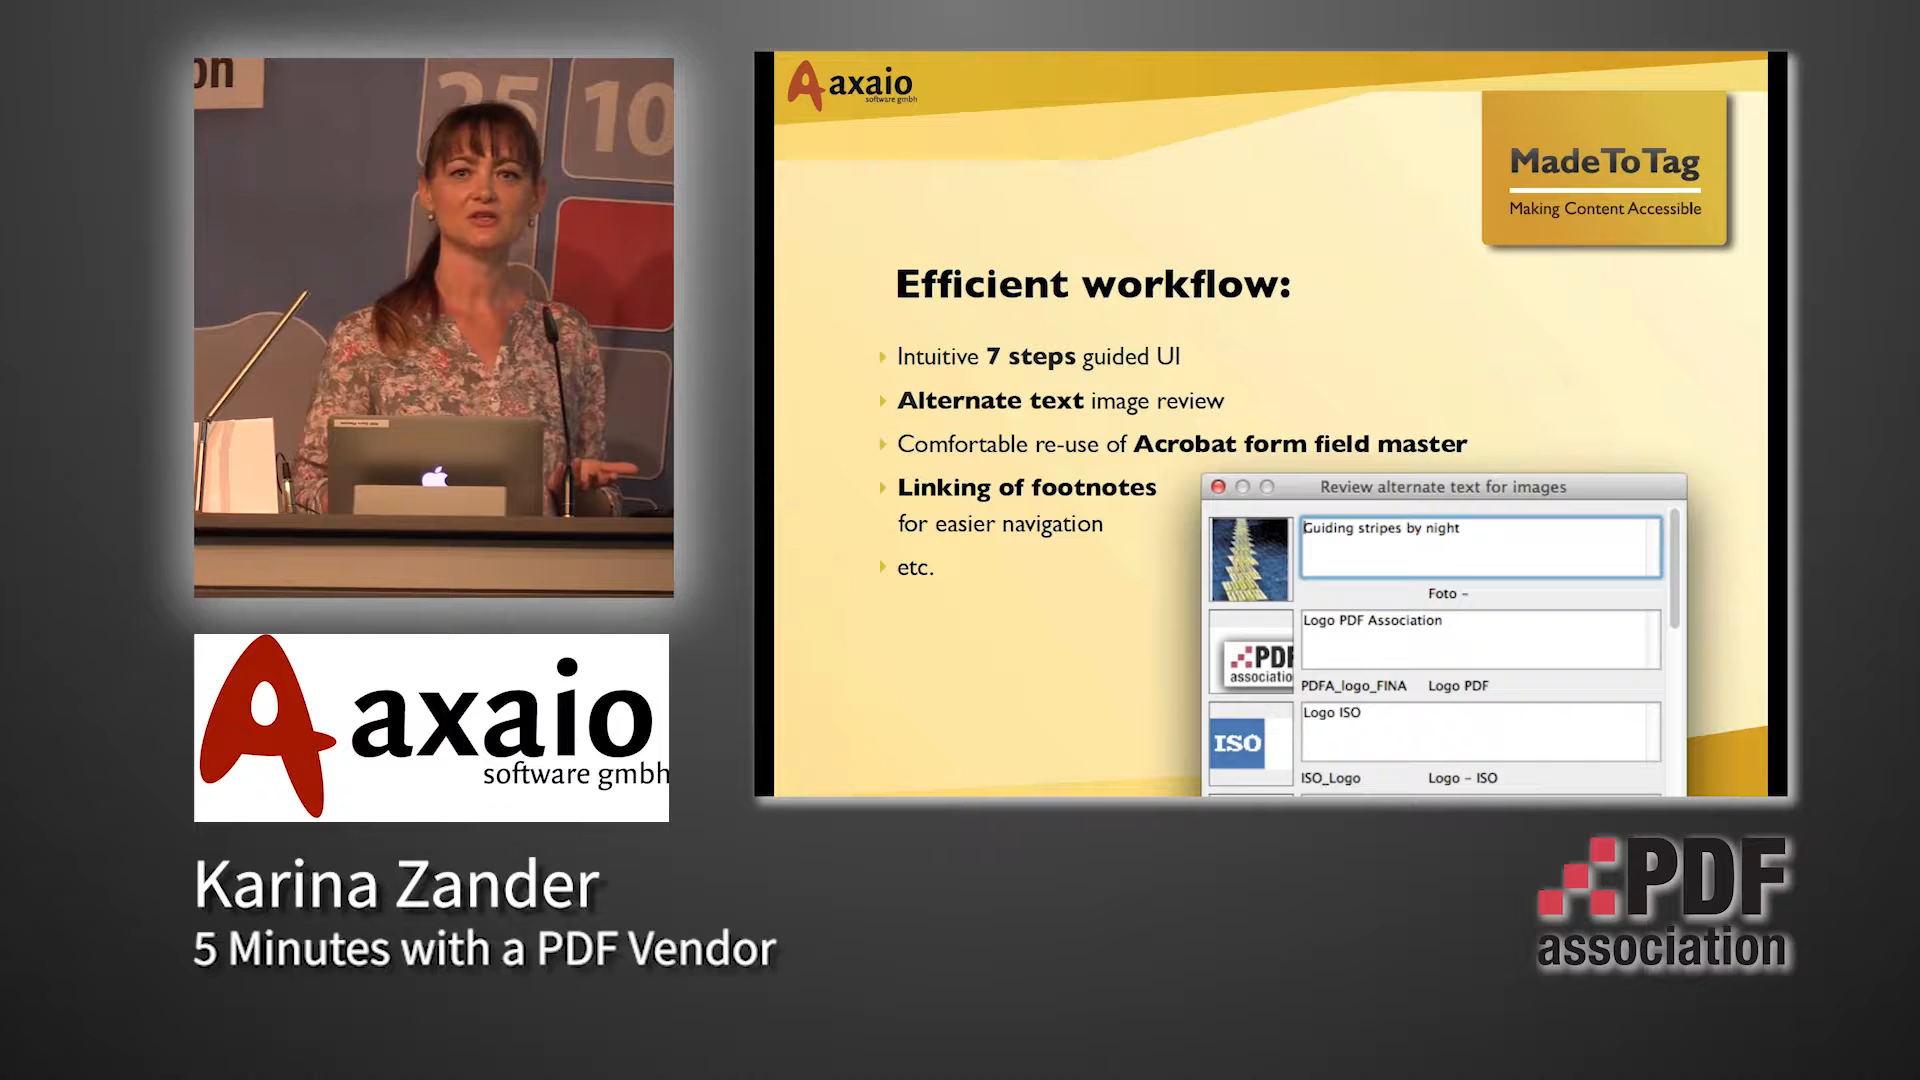 on
25
10
axaio
software gmbh
MadeToTag
Making Content Accessible
Efficient workflow:
Intuitive 7 steps guided UI
Alternate text image review
Comfortable re-use of Acrobat form field master
Linking of footnotes
for easier navigation
etc.
Review alternate text for images
Guiding stripes by night
Foto -
Logo PDF Association
PDF
association
PDFA_logo_FINA Logo PDF
Logo ISO
ISO
ISO_Logo Logo - ISO
axaio
software gmbh
Karina Zander
5 Minutes with a PDF Vendor
PDF
association